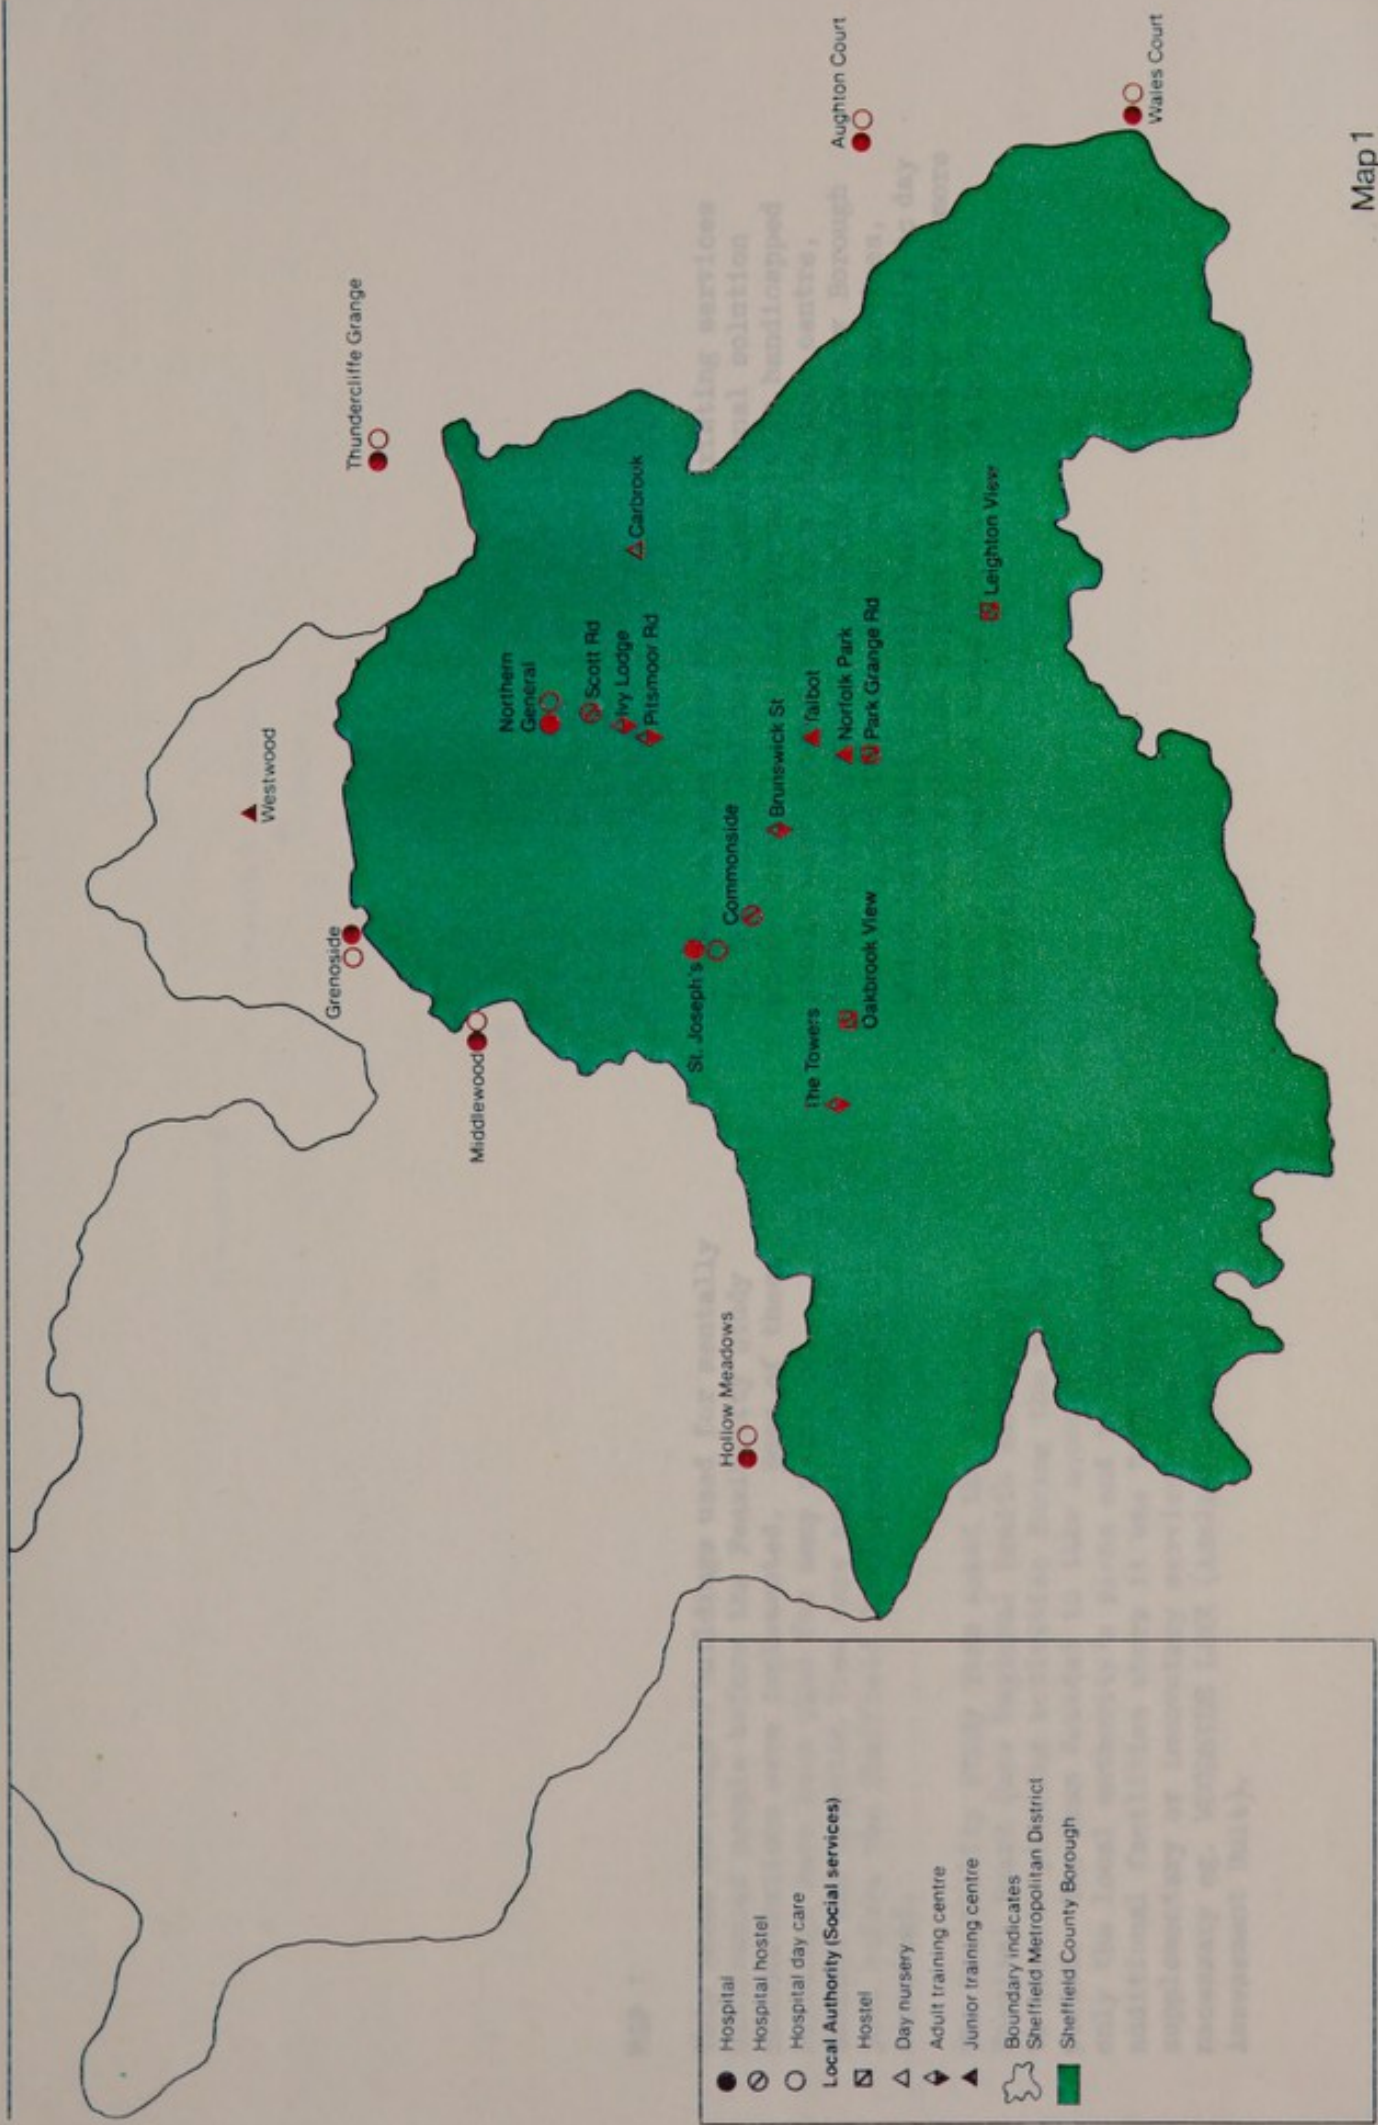 Thundercliffe Grange
Aughton Court
Wales Court
Westwood
Grenoside
Middlewood
Northern
General
Scott Rd
Ivy Lodge
Pitsmoor Rd
Carbrook
St. Joseph's
Commonside
Brunswick St
Talbot
Norfolk Park
Park Grange Rd
Leighton View
The Towers
Oakbrook View
Hollow Meadows
Hospital
Hospital hostel
Hospital day care
Local Authority (Social services)
Hostel
Day nursery
Adult training centre
Junior training centre
Boundary indicates
Sheffield Metropolitan District
Sheffield County Borough
Map 1